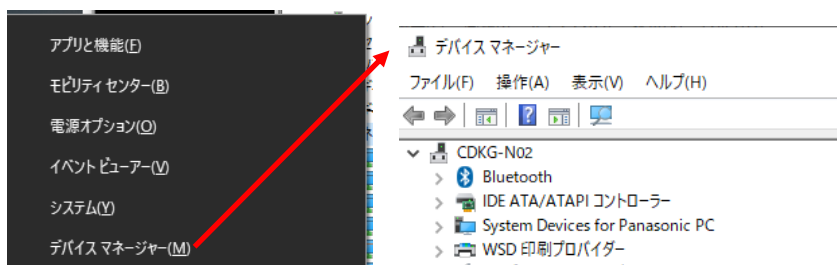 アプリと機能(F)
モビリティ センター(B)
電源オプション(O)
イベント ビューアー(V)
システム(Y)
デバイス マネージャー(M)
デバイス マネージャー
ファイル(F) 操作(A) 表示(V) ヘルプ(H)
CDKG-N02
Bluetooth
IDE ATA/ATAPI コントローラー
System Devices for Panasonic PC
WSD 印刷プロバイダー